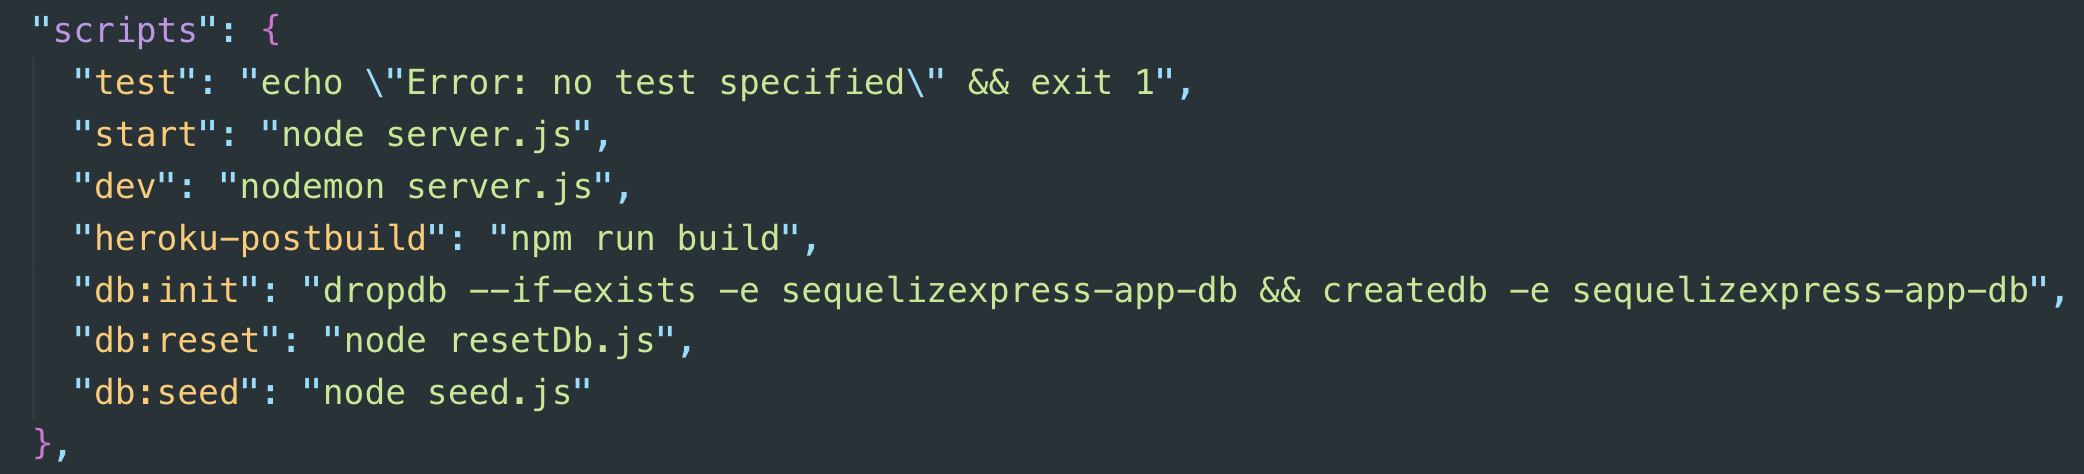 "scripts": {
"test": "echo \"Error: no test specified\" && exit 1",
"start": "node server.js",
"dev": "nodemon server.js",
"heroku-postbuild": "npm run build",
"db:init": "dropdb --if-exists -e sequelizexpress-app-db && createdb -e sequelizexpress-app-db",
"db:reset": "node resetDb.js",
"db:seed": "node seed.js"
},